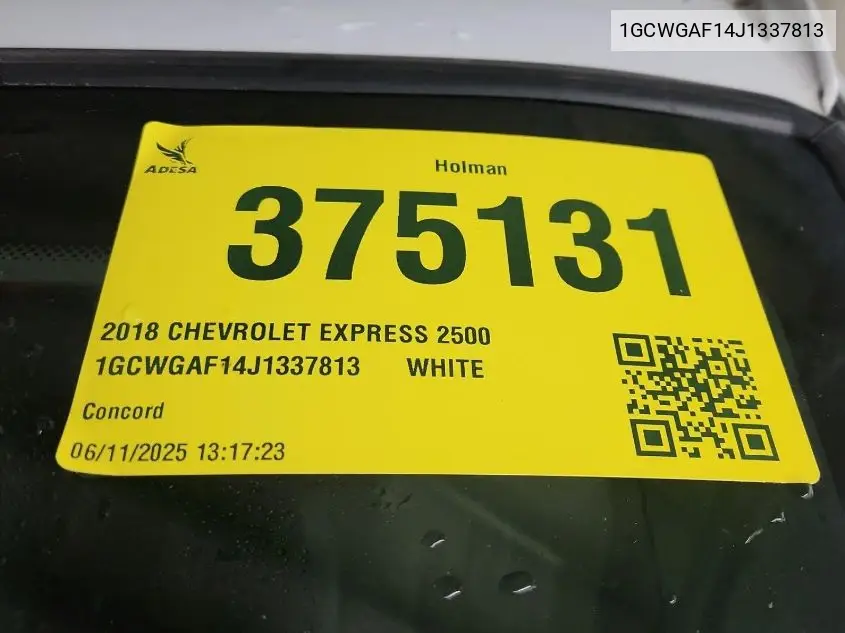 1GCWGAF14J1337813
ADESA
Holman
375131
2018 CHEVROLET EXPRESS 2500
1GCWGAF14J1337813 WHITE
Concord
06/11/2025 13:17:23